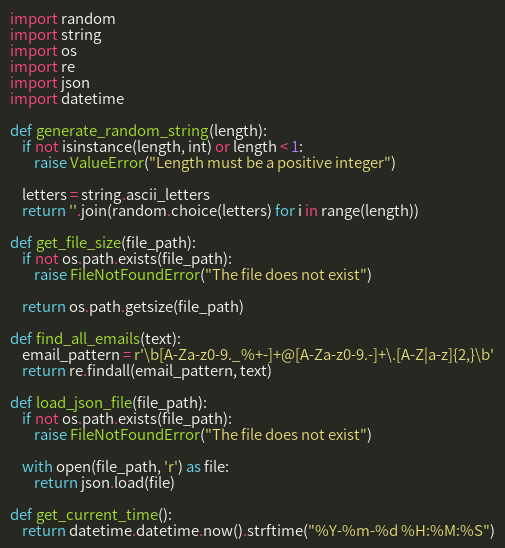 import random
import string
import os
import re
import json
import datetime

def generate_random_string(length):
    if not isinstance(length, int) or length < 1:
        raise ValueError("Length must be a positive integer")

    letters = string.ascii_letters
    return ''.join(random.choice(letters) for i in range(length))

def get_file_size(file_path):
    if not os.path.exists(file_path):
        raise FileNotFoundError("The file does not exist")

    return os.path.getsize(file_path)

def find_all_emails(text):
    email_pattern = r'\b[A-Za-z0-9._%+-]+@[A-Za-z0-9.-]+\.[A-Z|a-z]{2,}\b'
    return re.findall(email_pattern, text)

def load_json_file(file_path):
    if not os.path.exists(file_path):
        raise FileNotFoundError("The file does not exist")

    with open(file_path, 'r') as file:
        return json.load(file)

def get_current_time():
    return datetime.datetime.now().strftime("%Y-%m-%d %H:%M:%S")